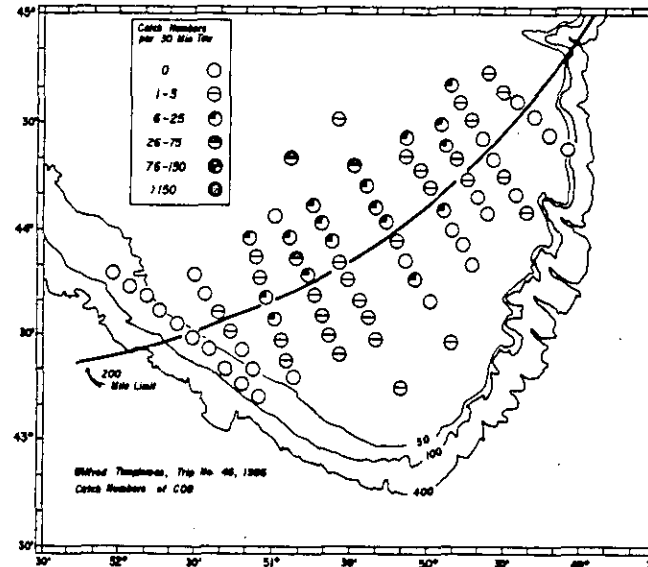 Catch Numbers
per 30 Min Tow
0
1-5
6-25
26-75
76-150
>150
45°
30'
44°
30'
43°
30'
200
Mile Limit
50
100
400
Wilfred Templeman, Trip No. 46, 1986
Catch Numbers of COD
30' 52° 30' 51° 30' 50° 30' 49° 30'